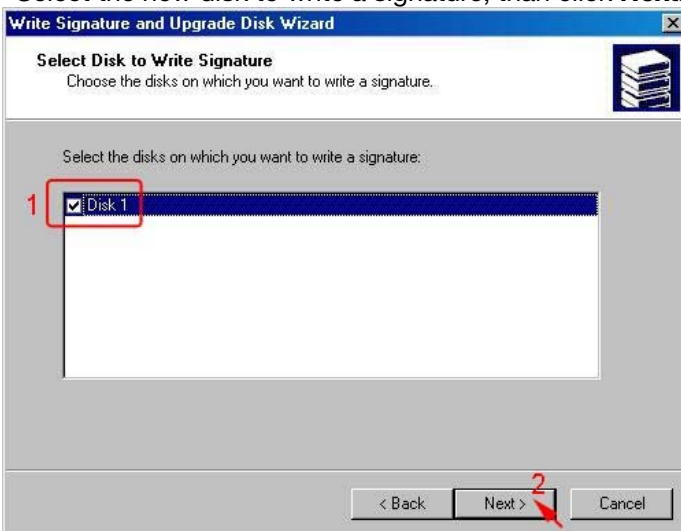 Select the new disk to write a signature, than click Next.
Write Signature and Upgrade Disk Wizard
Select Disk to Write Signature
Choose the disks on which you want to write a signature.
Select the disks on which you want to write a signature:
1
Disk 1
2
< Back Next > Cancel